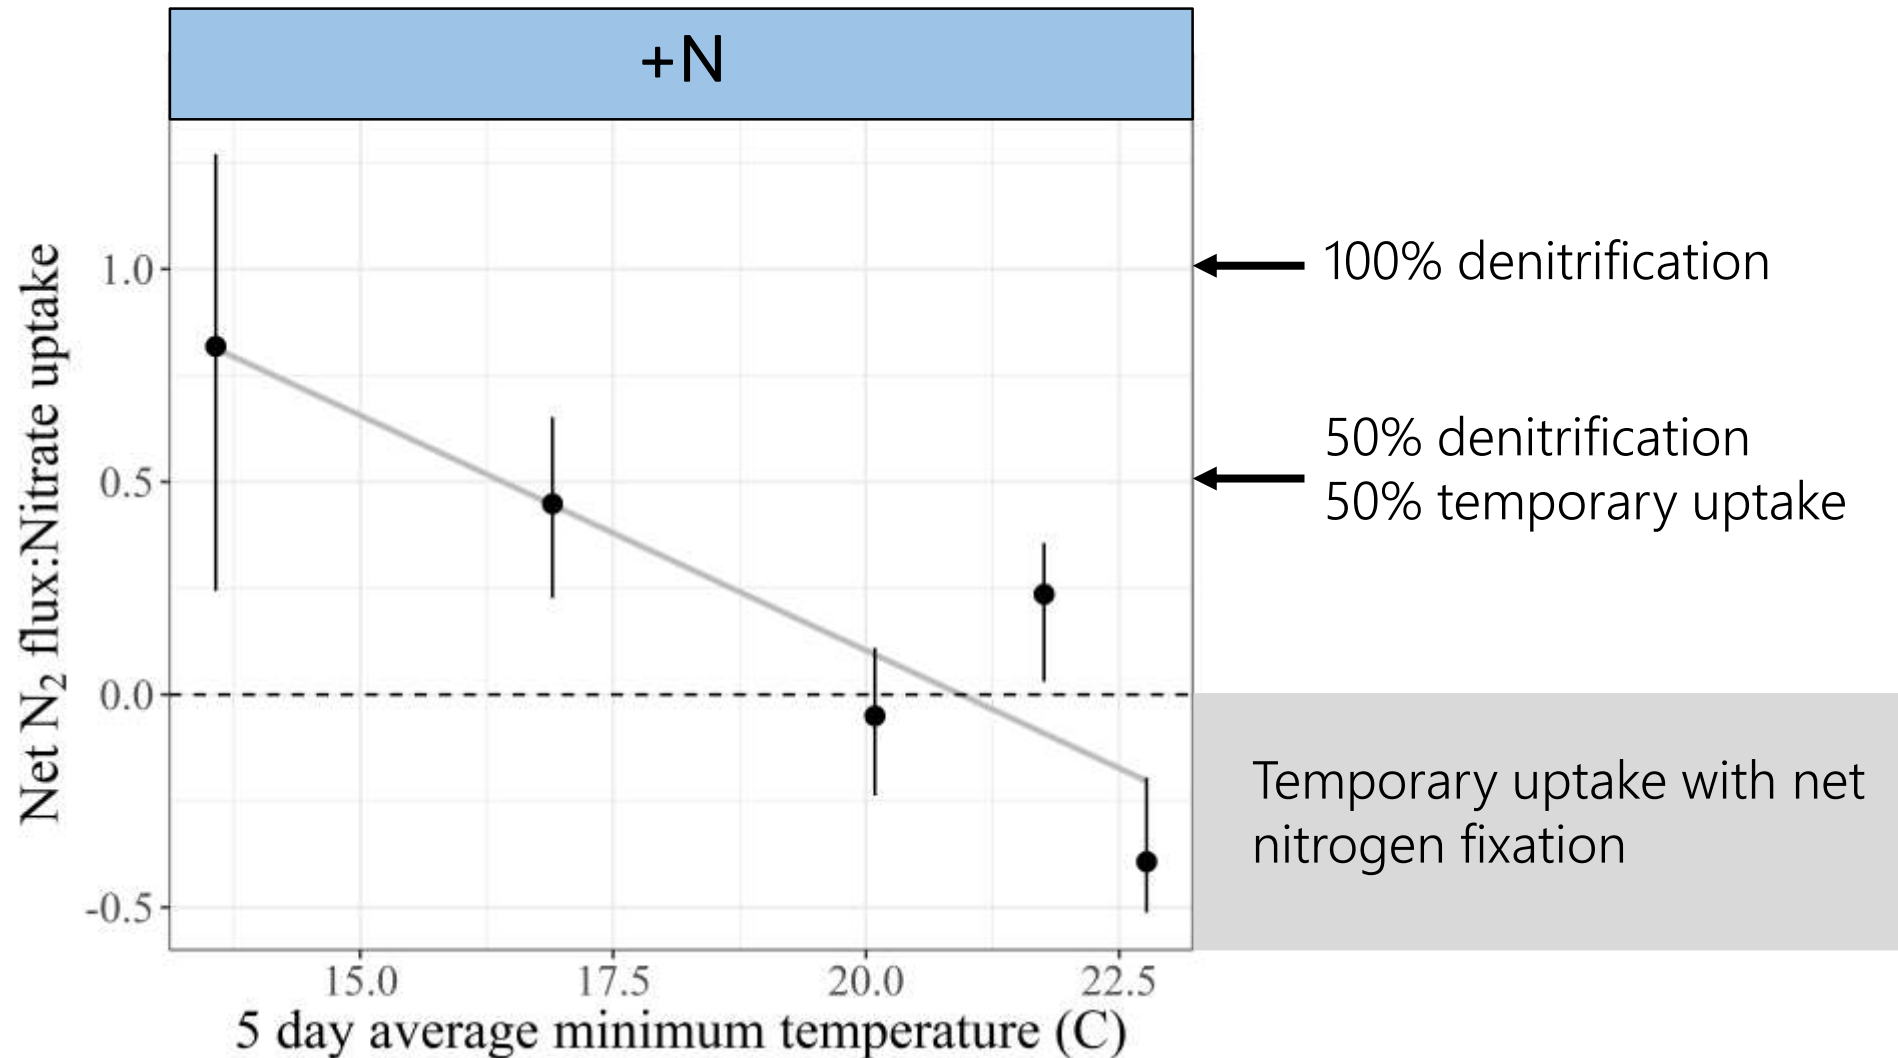 +N
Net N₂ flux:Nitrate uptake
1.0
0.5
0.0
-0.5
15.0 17.5 20.0 22.5
5 day average minimum temperature (C)
100% denitrification
50% denitrification
50% temporary uptake
Temporary uptake with net
nitrogen fixation